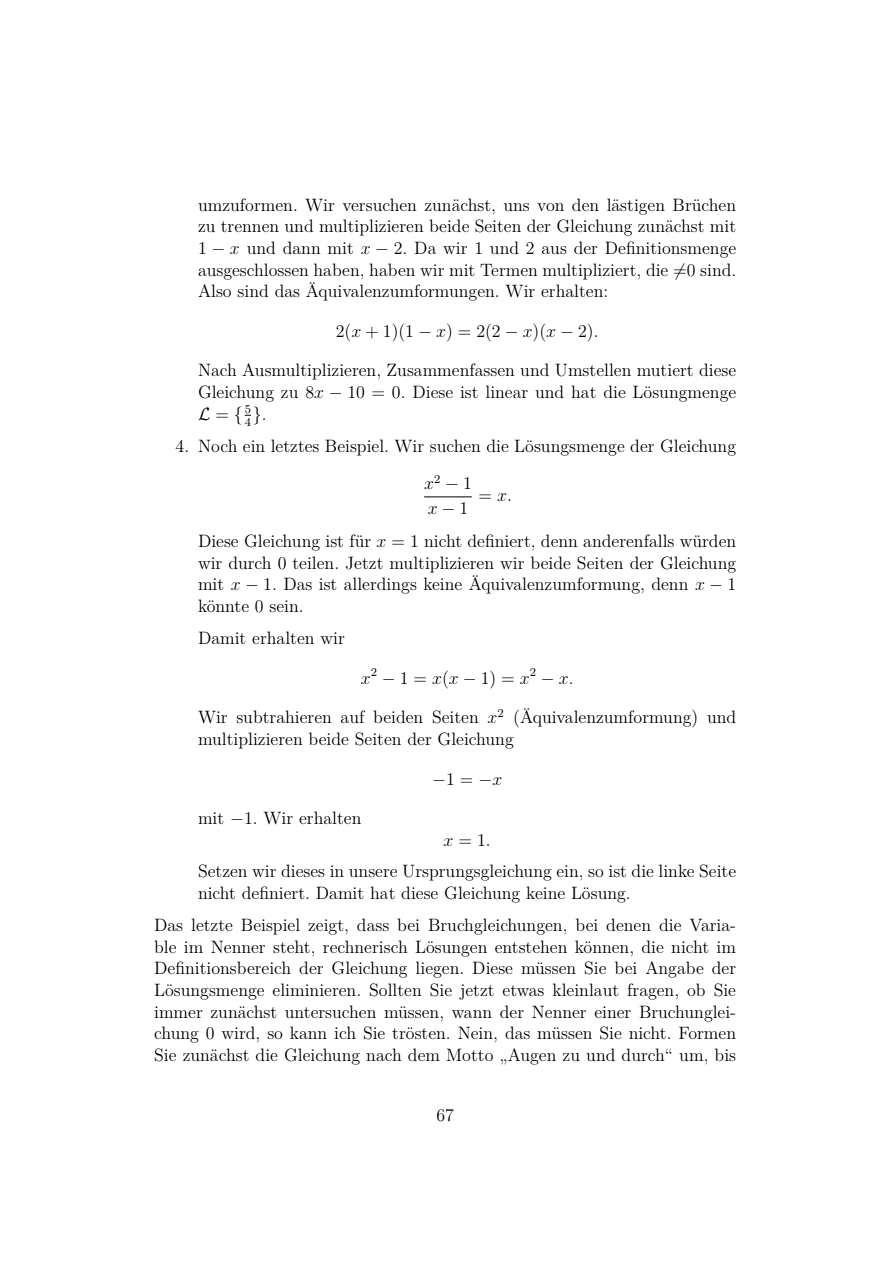 umzuformen. Wir versuchen zunächst, uns von den lästigen Brüchen
zu trennen und multiplizieren beide Seiten der Gleichung zunächst mit
1 − x und dann mit x − 2. Da wir 1 und 2 aus der Definitionsmenge
ausgeschlossen haben, haben wir mit Termen multipliziert, die ≠0 sind.
Also sind das Äquivalenzumformungen. Wir erhalten:
2(x + 1)(1 − x) = 2(2 − x)(x − 2).
Nach Ausmultiplizieren, Zusammenfassen und Umstellen mutiert diese
Gleichung zu 8x − 10 = 0. Diese ist linear und hat die Lösungmenge
ℒ = {5/4}.
4. Noch ein letztes Beispiel. Wir suchen die Lösungsmenge der Gleichung
(x² − 1)/(x − 1) = x.
Diese Gleichung ist für x = 1 nicht definiert, denn anderenfalls würden
wir durch 0 teilen. Jetzt multiplizieren wir beide Seiten der Gleichung
mit x − 1. Das ist allerdings keine Äquivalenzumformung, denn x − 1
könnte 0 sein.
Damit erhalten wir
x² − 1 = x(x − 1) = x² − x.
Wir subtrahieren auf beiden Seiten x² (Äquivalenzumformung) und
multiplizieren beide Seiten der Gleichung
−1 = −x
mit −1. Wir erhalten
x = 1.
Setzen wir dieses in unsere Ursprungsgleichung ein, so ist die linke Seite
nicht definiert. Damit hat diese Gleichung keine Lösung.
Das letzte Beispiel zeigt, dass bei Bruchgleichungen, bei denen die Varia-
ble im Nenner steht, rechnerisch Lösungen entstehen können, die nicht im
Definitionsbereich der Gleichung liegen. Diese müssen Sie bei Angabe der
Lösungsmenge eliminieren. Sollten Sie jetzt etwas kleinlaut fragen, ob Sie
immer zunächst untersuchen müssen, wann der Nenner einer Bruchunglei-
chung 0 wird, so kann ich Sie trösten. Nein, das müssen Sie nicht. Formen
Sie zunächst die Gleichung nach dem Motto „Augen zu und durch“ um, bis
67